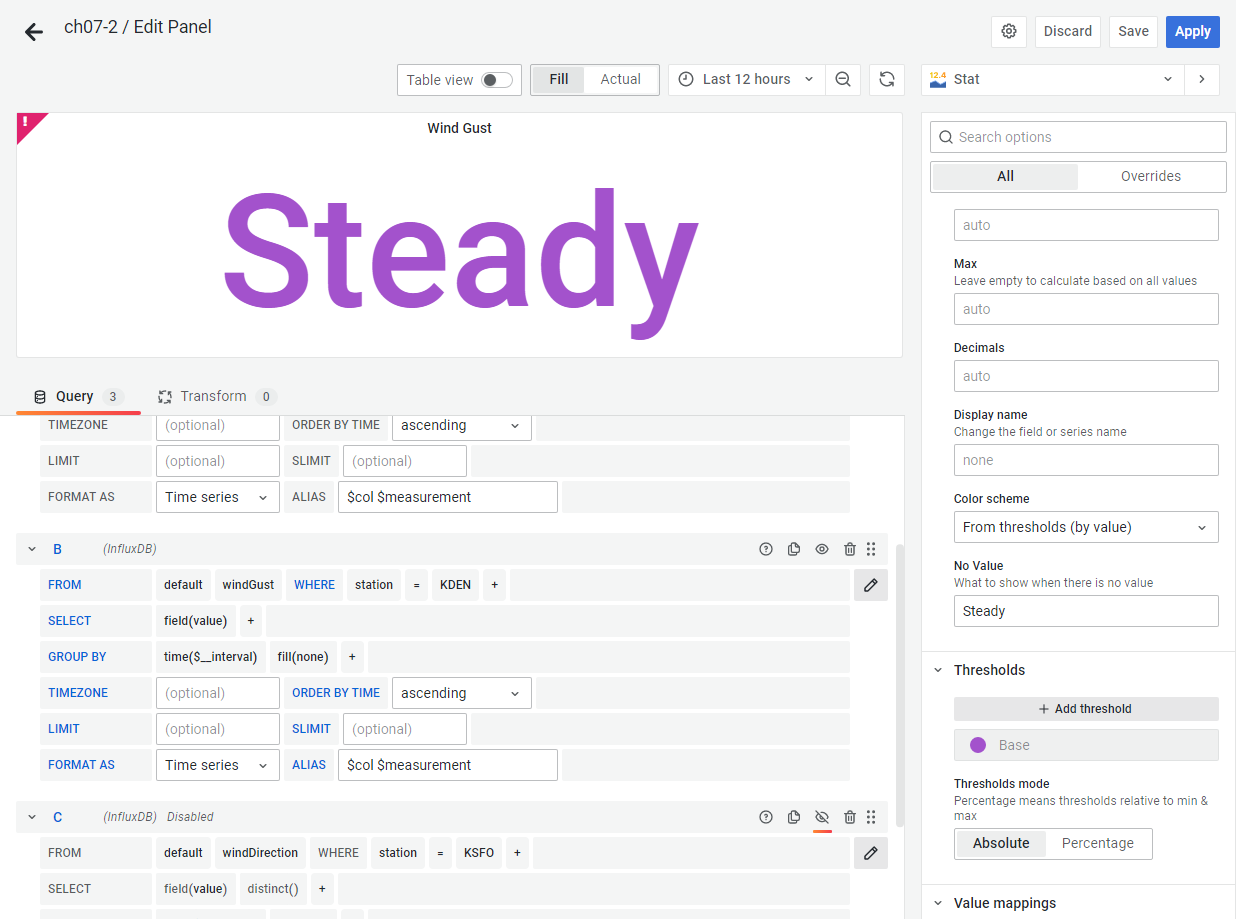 ch07-2 / Edit Panel
Discard
Save
Apply
Table view
Fill
Actual
Last 12 hours
12.4
Stat
!
Wind Gust
Steady
Query 3
Transform 0
TIMEZONE (optional) ORDER BY TIME ascending
LIMIT (optional) SLIMIT (optional)
FORMAT AS Time series ALIAS $col $measurement
B (InfluxDB)
FROM default windGust WHERE station = KDEN +
SELECT field(value) +
GROUP BY time($__interval) fill(none) +
TIMEZONE (optional) ORDER BY TIME ascending
LIMIT (optional) SLIMIT (optional)
FORMAT AS Time series ALIAS $col $measurement
C (InfluxDB) Disabled
FROM default windDirection WHERE station = KSFO +
SELECT field(value) distinct() +
Search options
All
Overrides
auto
Max
Leave empty to calculate based on all values
auto
Decimals
auto
Display name
Change the field or series name
none
Color scheme
From thresholds (by value)
No Value
What to show when there is no value
Steady
Thresholds
+ Add threshold
Base
Thresholds mode
Percentage means thresholds relative to min &
max
Absolute
Percentage
Value mappings